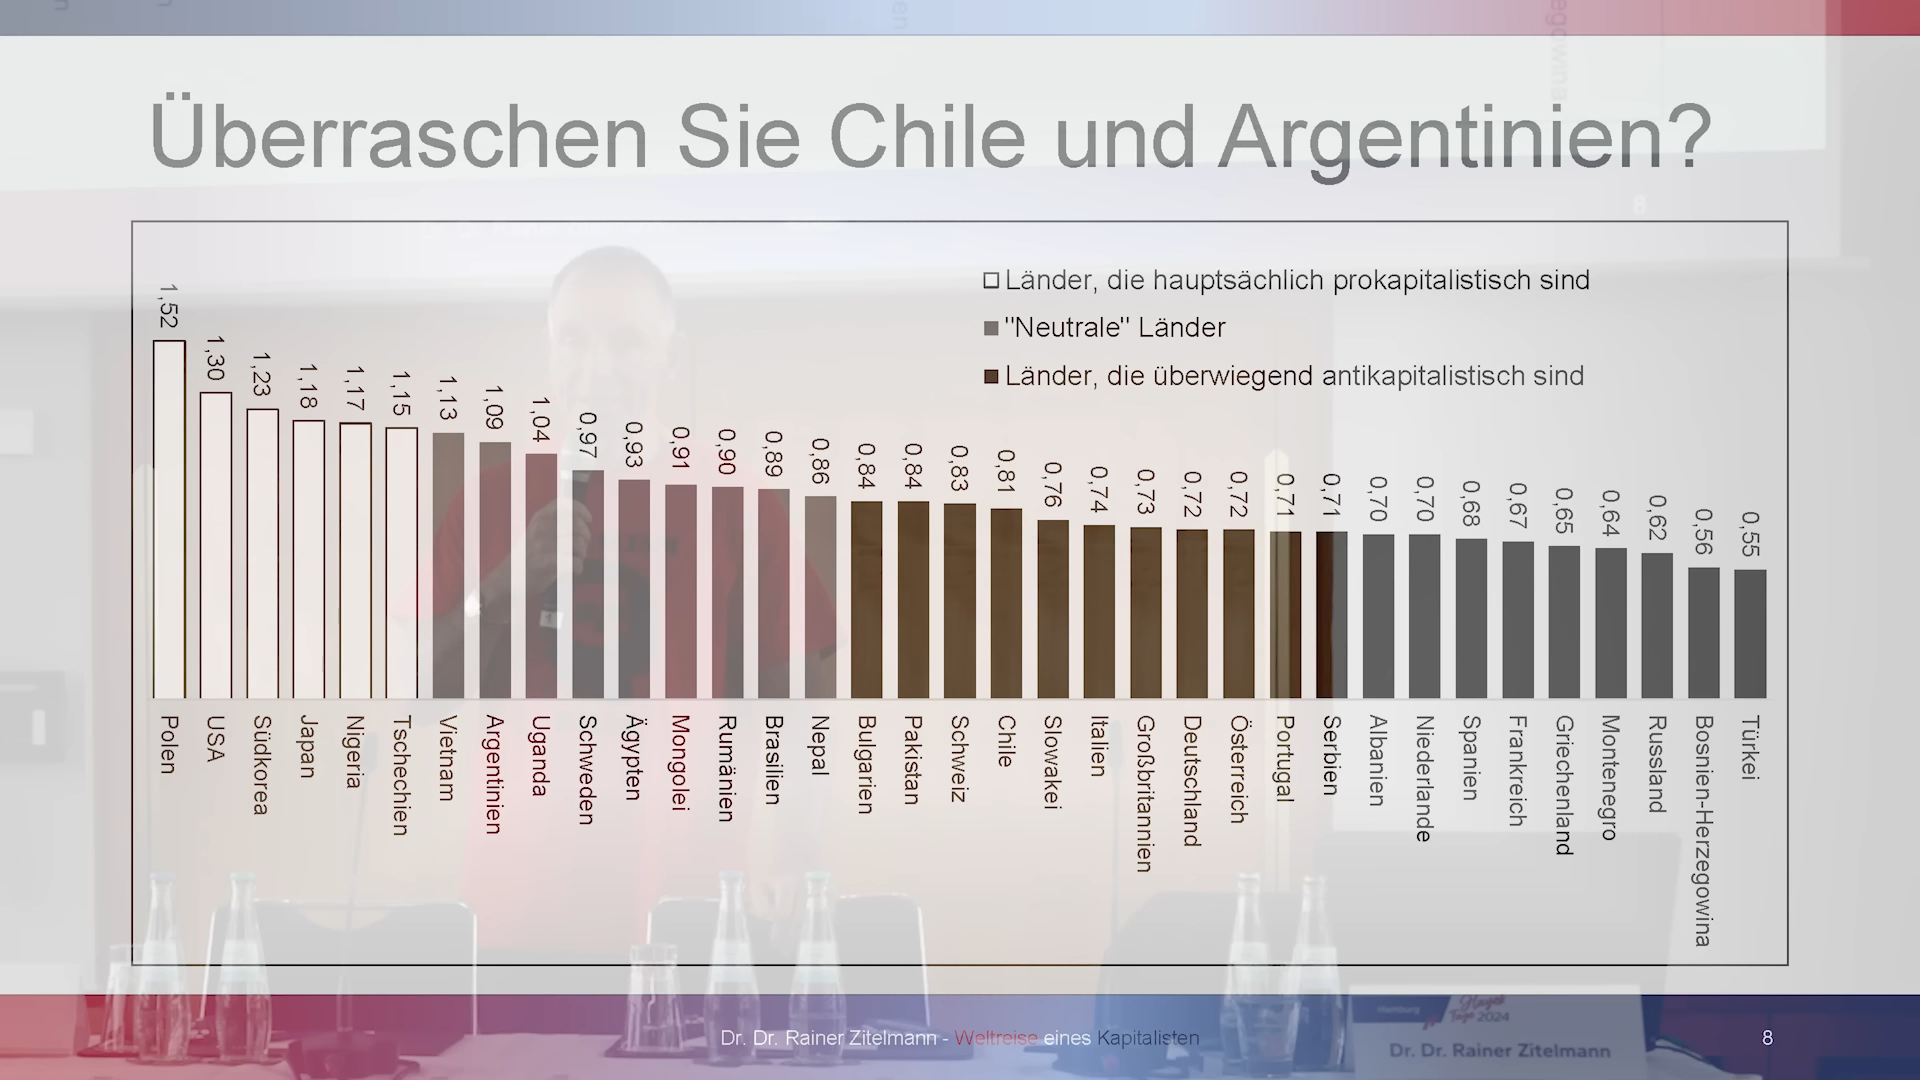 Überraschen Sie Chile und Argentinien?
Länder, die hauptsächlich prokapitalistisch sind
"Neutrale" Länder
Länder, die überwiegend antikapitalistisch sind
1,52
1,30
1,23
1,18
1,17
1,15
1,13
1,09
1,04
0,97
0,93
0,91
0,90
0,89
0,86
0,84
0,84
0,83
0,81
0,76
0,74
0,73
0,72
0,72
0,71
0,71
0,70
0,70
0,68
0,67
0,65
0,64
0,62
0,56
0,55
Polen
USA
Südkorea
Japan
Nigeria
Tschechien
Vietnam
Argentinien
Uganda
Schweden
Ägypten
Mongolei
Rumänien
Brasilien
Nepal
Bulgarien
Pakistan
Schweiz
Chile
Slowakei
Italien
Großbritannien
Deutschland
Österreich
Portugal
Serbien
Albanien
Niederlande
Spanien
Frankreich
Griechenland
Montenegro
Russland
Bosnien-Herzegowina
Türkei
Dr. Dr. Rainer Zitelmann - Weltreise eines Kapitalisten
8
Hayek
Tage 2024
Dr. Dr. Rainer Zitelmann